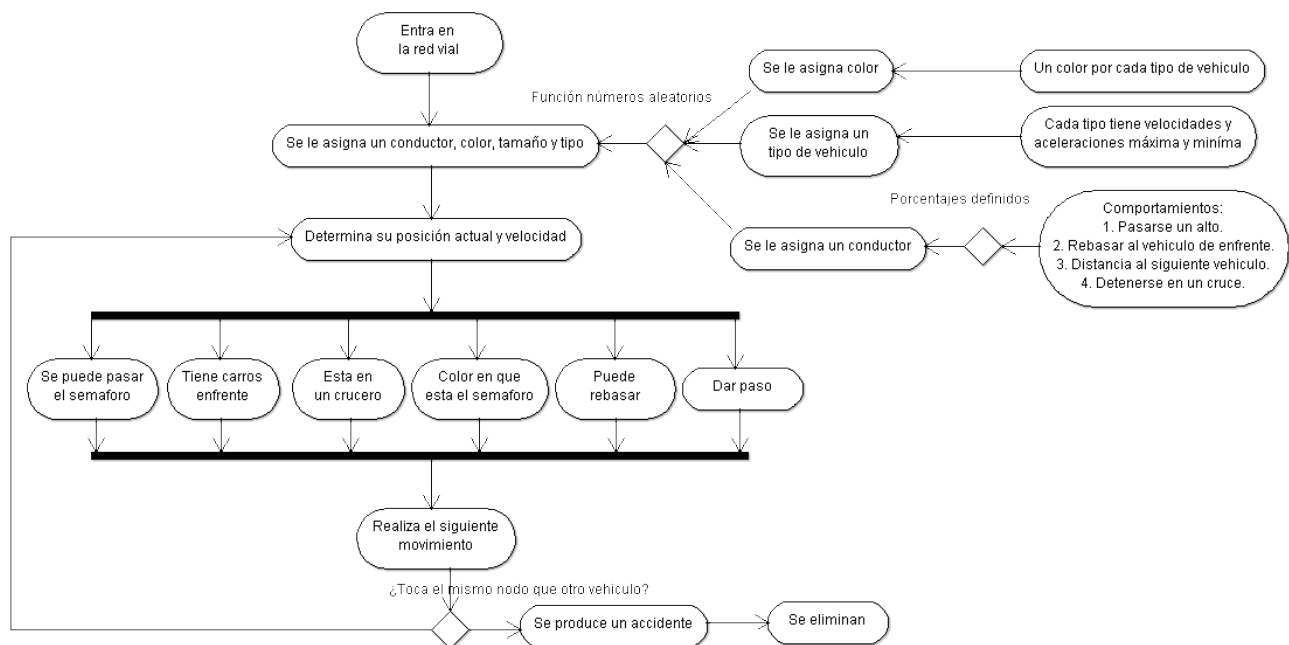 Entra en
la red vial
Se le asigna color
Un color por cada tipo de vehiculo
Función números aleatorios
Se le asigna un conductor, color, tamaño y tipo
Se le asigna un
tipo de vehiculo
Cada tipo tiene velocidades y
aceleraciones máxima y miníma
Porcentajes definidos
Determina su posición actual y velocidad
Se le asigna un conductor
Comportamientos:
1. Pasarse un alto.
2. Rebasar al vehiculo de enfrente.
3. Distancia al siguiente vehiculo.
4. Detenerse en un cruce.
Se puede pasar
el semaforo
Tiene carros
enfrente
Esta en
un crucero
Color en que
esta el semaforo
Puede
rebasar
Dar paso
Realiza el siguiente
movimiento
¿Toca el mismo nodo que otro vehiculo?
Se produce un accidente
Se eliminan